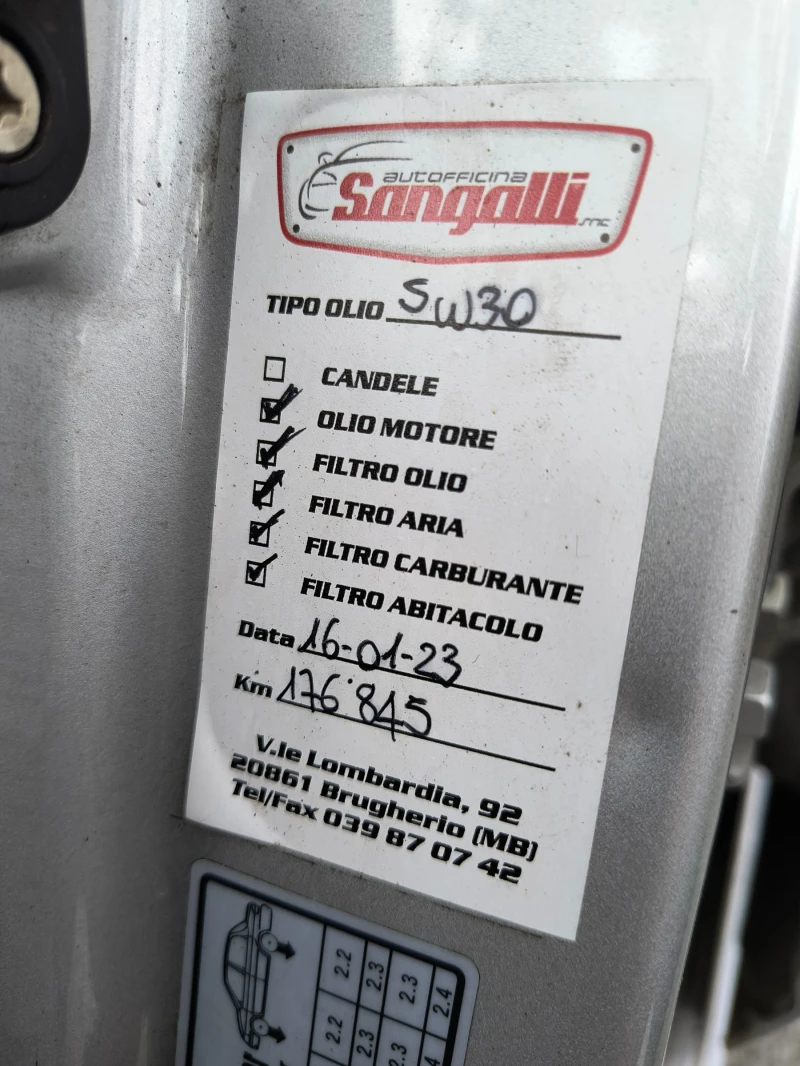 autofficina
Sangalli snc
TIPO OLIO 5W30
CANDELE
OLIO MOTORE
FILTRO OLIO
FILTRO ARIA
FILTRO CARBURANTE
FILTRO ABITACOLO
Data 16-01-23
Km 176'845
V.le Lombardia, 92
20861 Brugherio (MB)
Tel/Fax 039 87 07 42
2.2 2.3 2.3 2.4
2.2 2.3 2.3 2.4